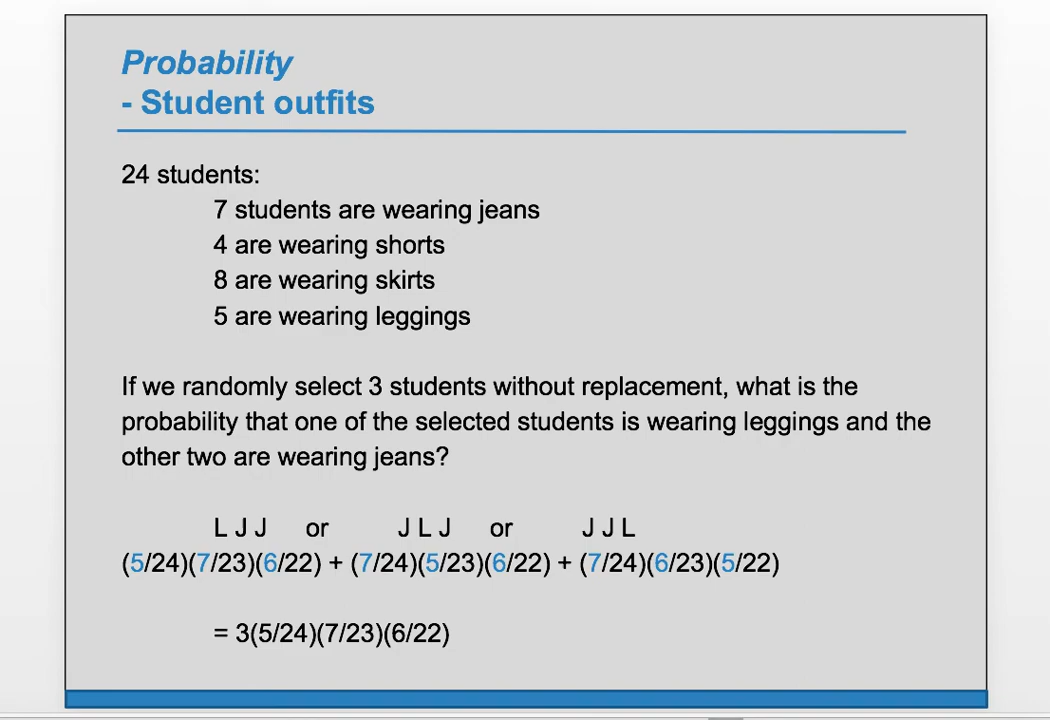 Probability
- Student outfits
24 students:
7 students are wearing jeans
4 are wearing shorts
8 are wearing skirts
5 are wearing leggings
If we randomly select 3 students without replacement, what is the
probability that one of the selected students is wearing leggings and the
other two are wearing jeans?
L J J or J L J or J J L
(5/24)(7/23)(6/22) + (7/24)(5/23)(6/22) + (7/24)(6/23)(5/22)
= 3(5/24)(7/23)(6/22)